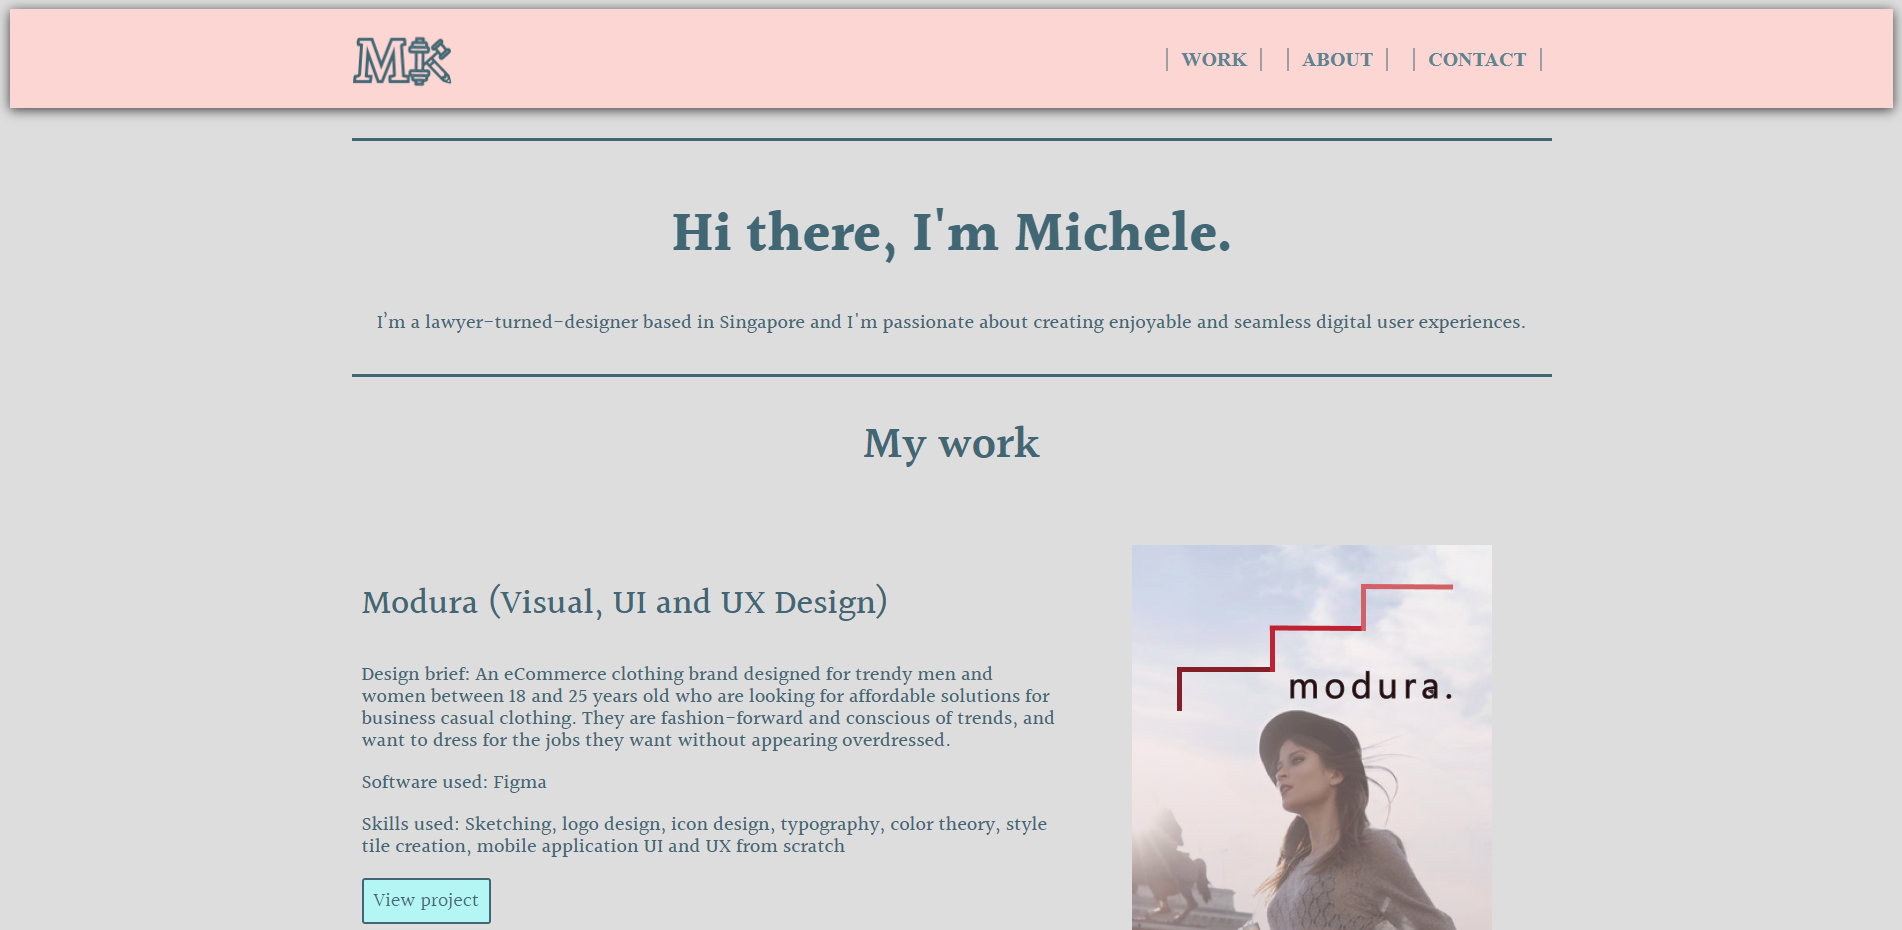 MK
WORK
ABOUT
CONTACT
Hi there, I'm Michele.
I’m a lawyer-turned-designer based in Singapore and I'm passionate about creating enjoyable and seamless digital user experiences.
My work
Modura (Visual, UI and UX Design)
Design brief: An eCommerce clothing brand designed for trendy men and
women between 18 and 25 years old who are looking for affordable solutions for
business casual clothing. They are fashion-forward and conscious of trends, and
want to dress for the jobs they want without appearing overdressed.
Software used: Figma
Skills used: Sketching, logo design, icon design, typography, color theory, style
tile creation, mobile application UI and UX from scratch
View project
modura.